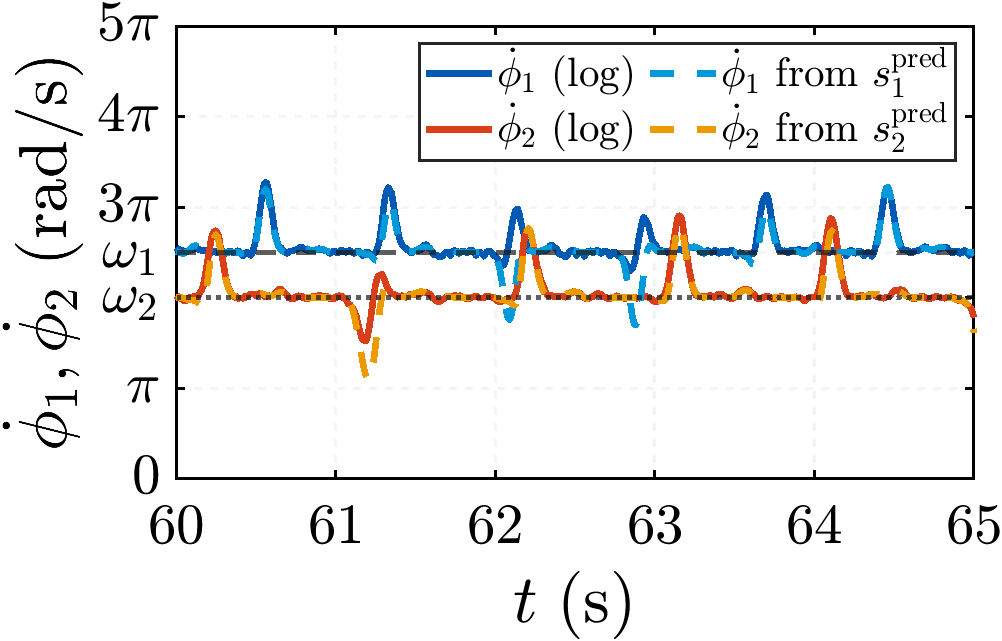 5π
4π
3π
ω₁
ω₂
π
0
ϕ̇₁, ϕ̇₂ (rad/s)
ϕ̇₁ (log) ϕ̇₁ from s₁^pred
ϕ̇₂ (log) ϕ̇₂ from s₂^pred
60 61 62 63 64 65
t (s)